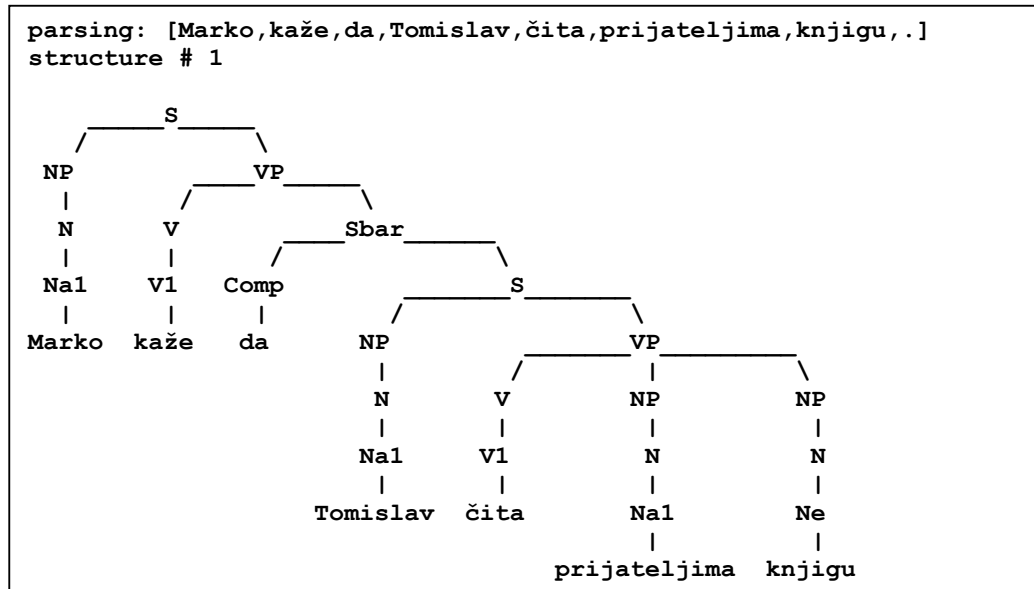 parsing: [Marko,kaže,da,Tomislav,čita,prijateljima,knjigu,.]
structure # 1
S
NP VP
N V Sbar
Na1 V1 Comp S
Marko kaže da NP VP
N V NP NP
Na1 V1 N N
Tomislav čita Na1 Ne
prijateljima knjigu